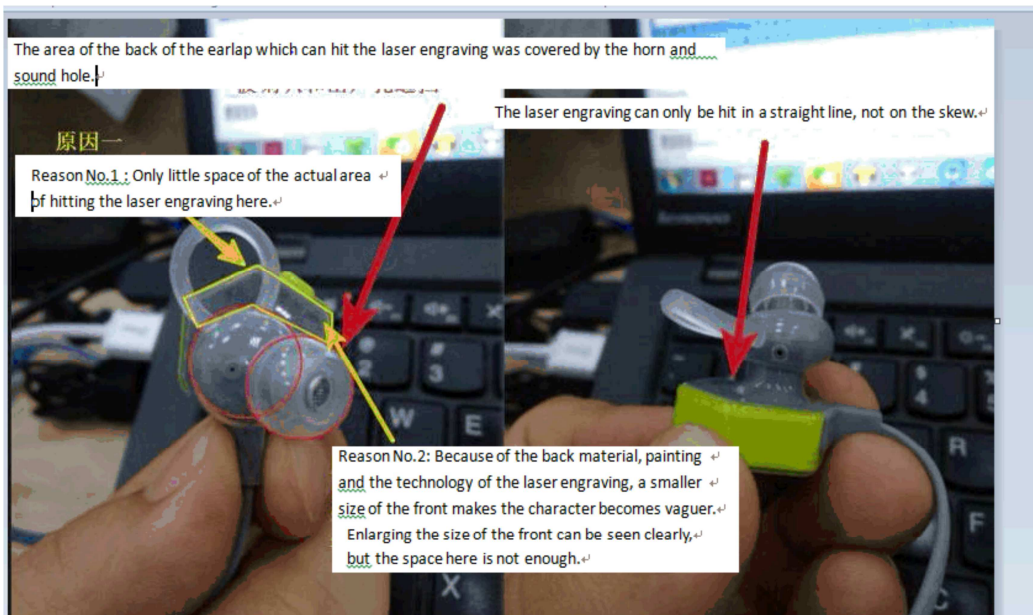 The area of the back of the earlap which can hit the laser engraving was covered by the horn and
sound hole.
The laser engraving can only be hit in a straight line, not on the skew.
原因一
Reason No.1 : Only little space of the actual area
of hitting the laser engraving here.
Reason No.2: Because of the back material, painting
and the technology of the laser engraving, a smaller
size of the front makes the character becomes vaguer.
Enlarging the size of the front can be seen clearly,
but the space here is not enough.
lenovo
2
3
W
E
X
4
5
R
F